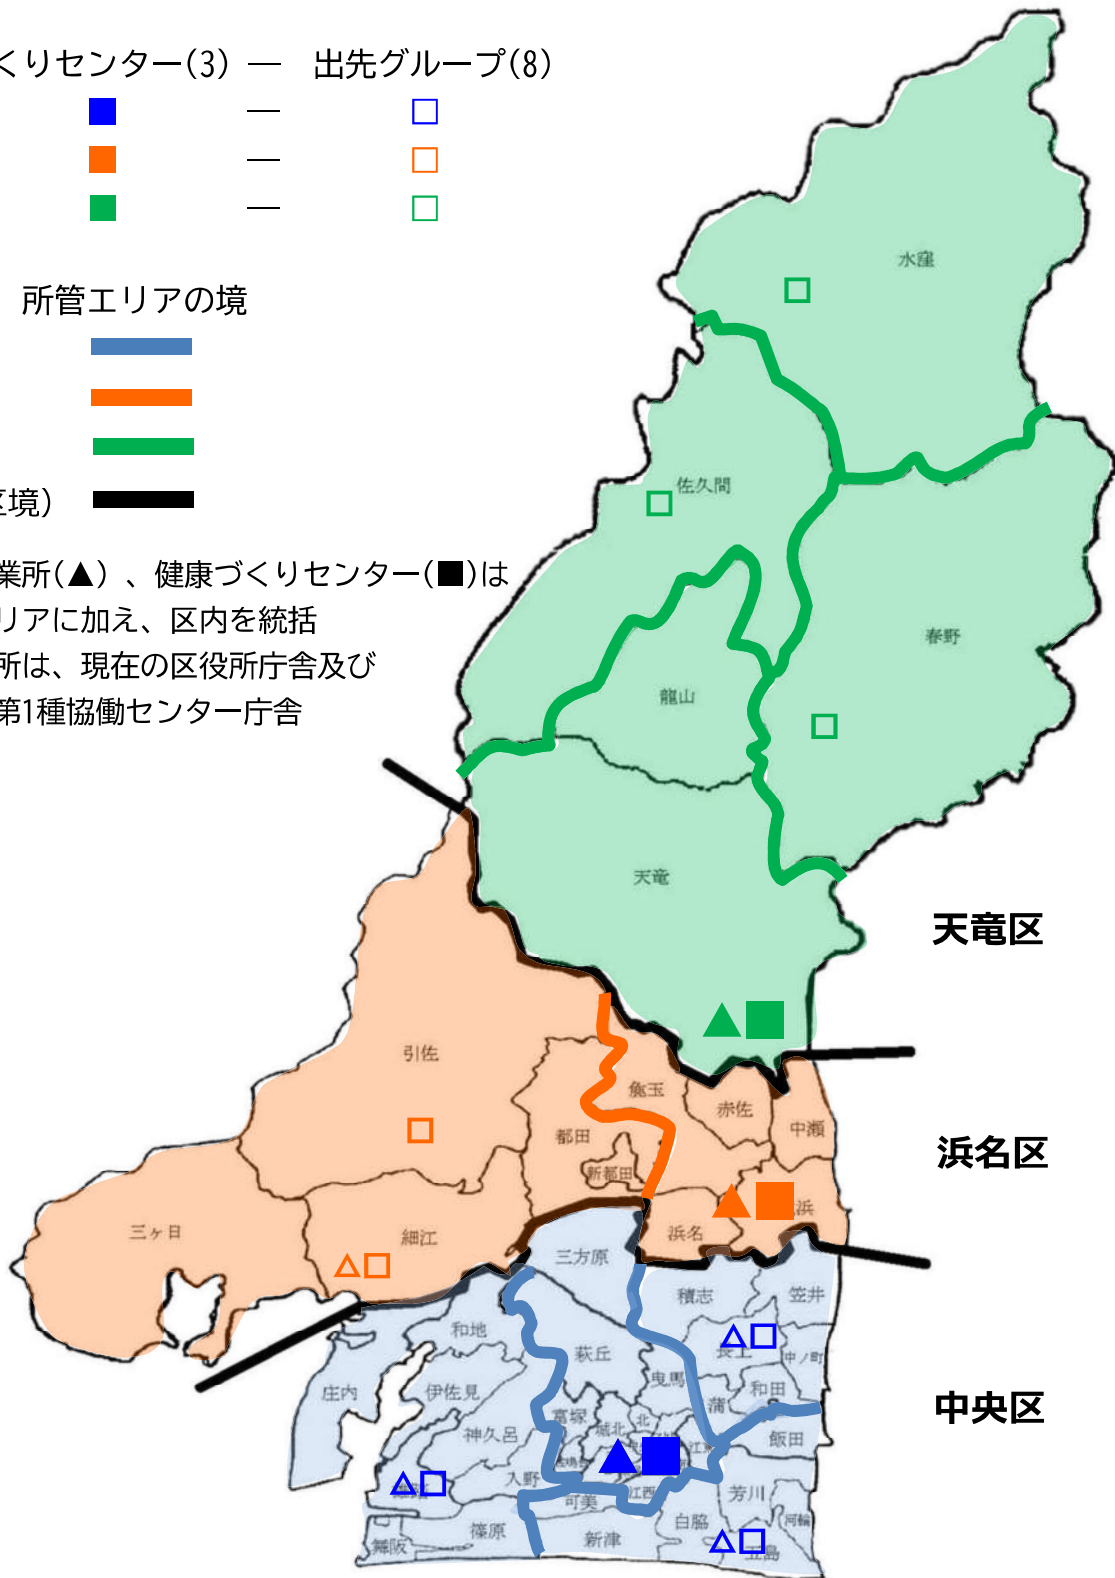 くりセンター(3) ― 出先グループ(8)
■ ― □
■ ― □
■ ― □
所管エリアの境
区境)
業所(▲)、健康づくりセンター(■)は
リアに加え、区内を統括
所は、現在の区役所庁舎及び
第1種協働センター庁舎
水窪
佐久間
春野
龍山
天竜
天竜区
引佐
麁玉
赤佐
中瀬
都田
新都田
浜名区
三ヶ日
細江
浜名
浜
三方原
積志
笠井
和地
萩丘
長上
中ノ町
曳馬
和田
庄内
伊佐見
蒲
中央区
富塚
城北
北
神久呂
飯田
入野
江西
芳川
可美
白脇
河輪
篠原
新津
五島
舞阪